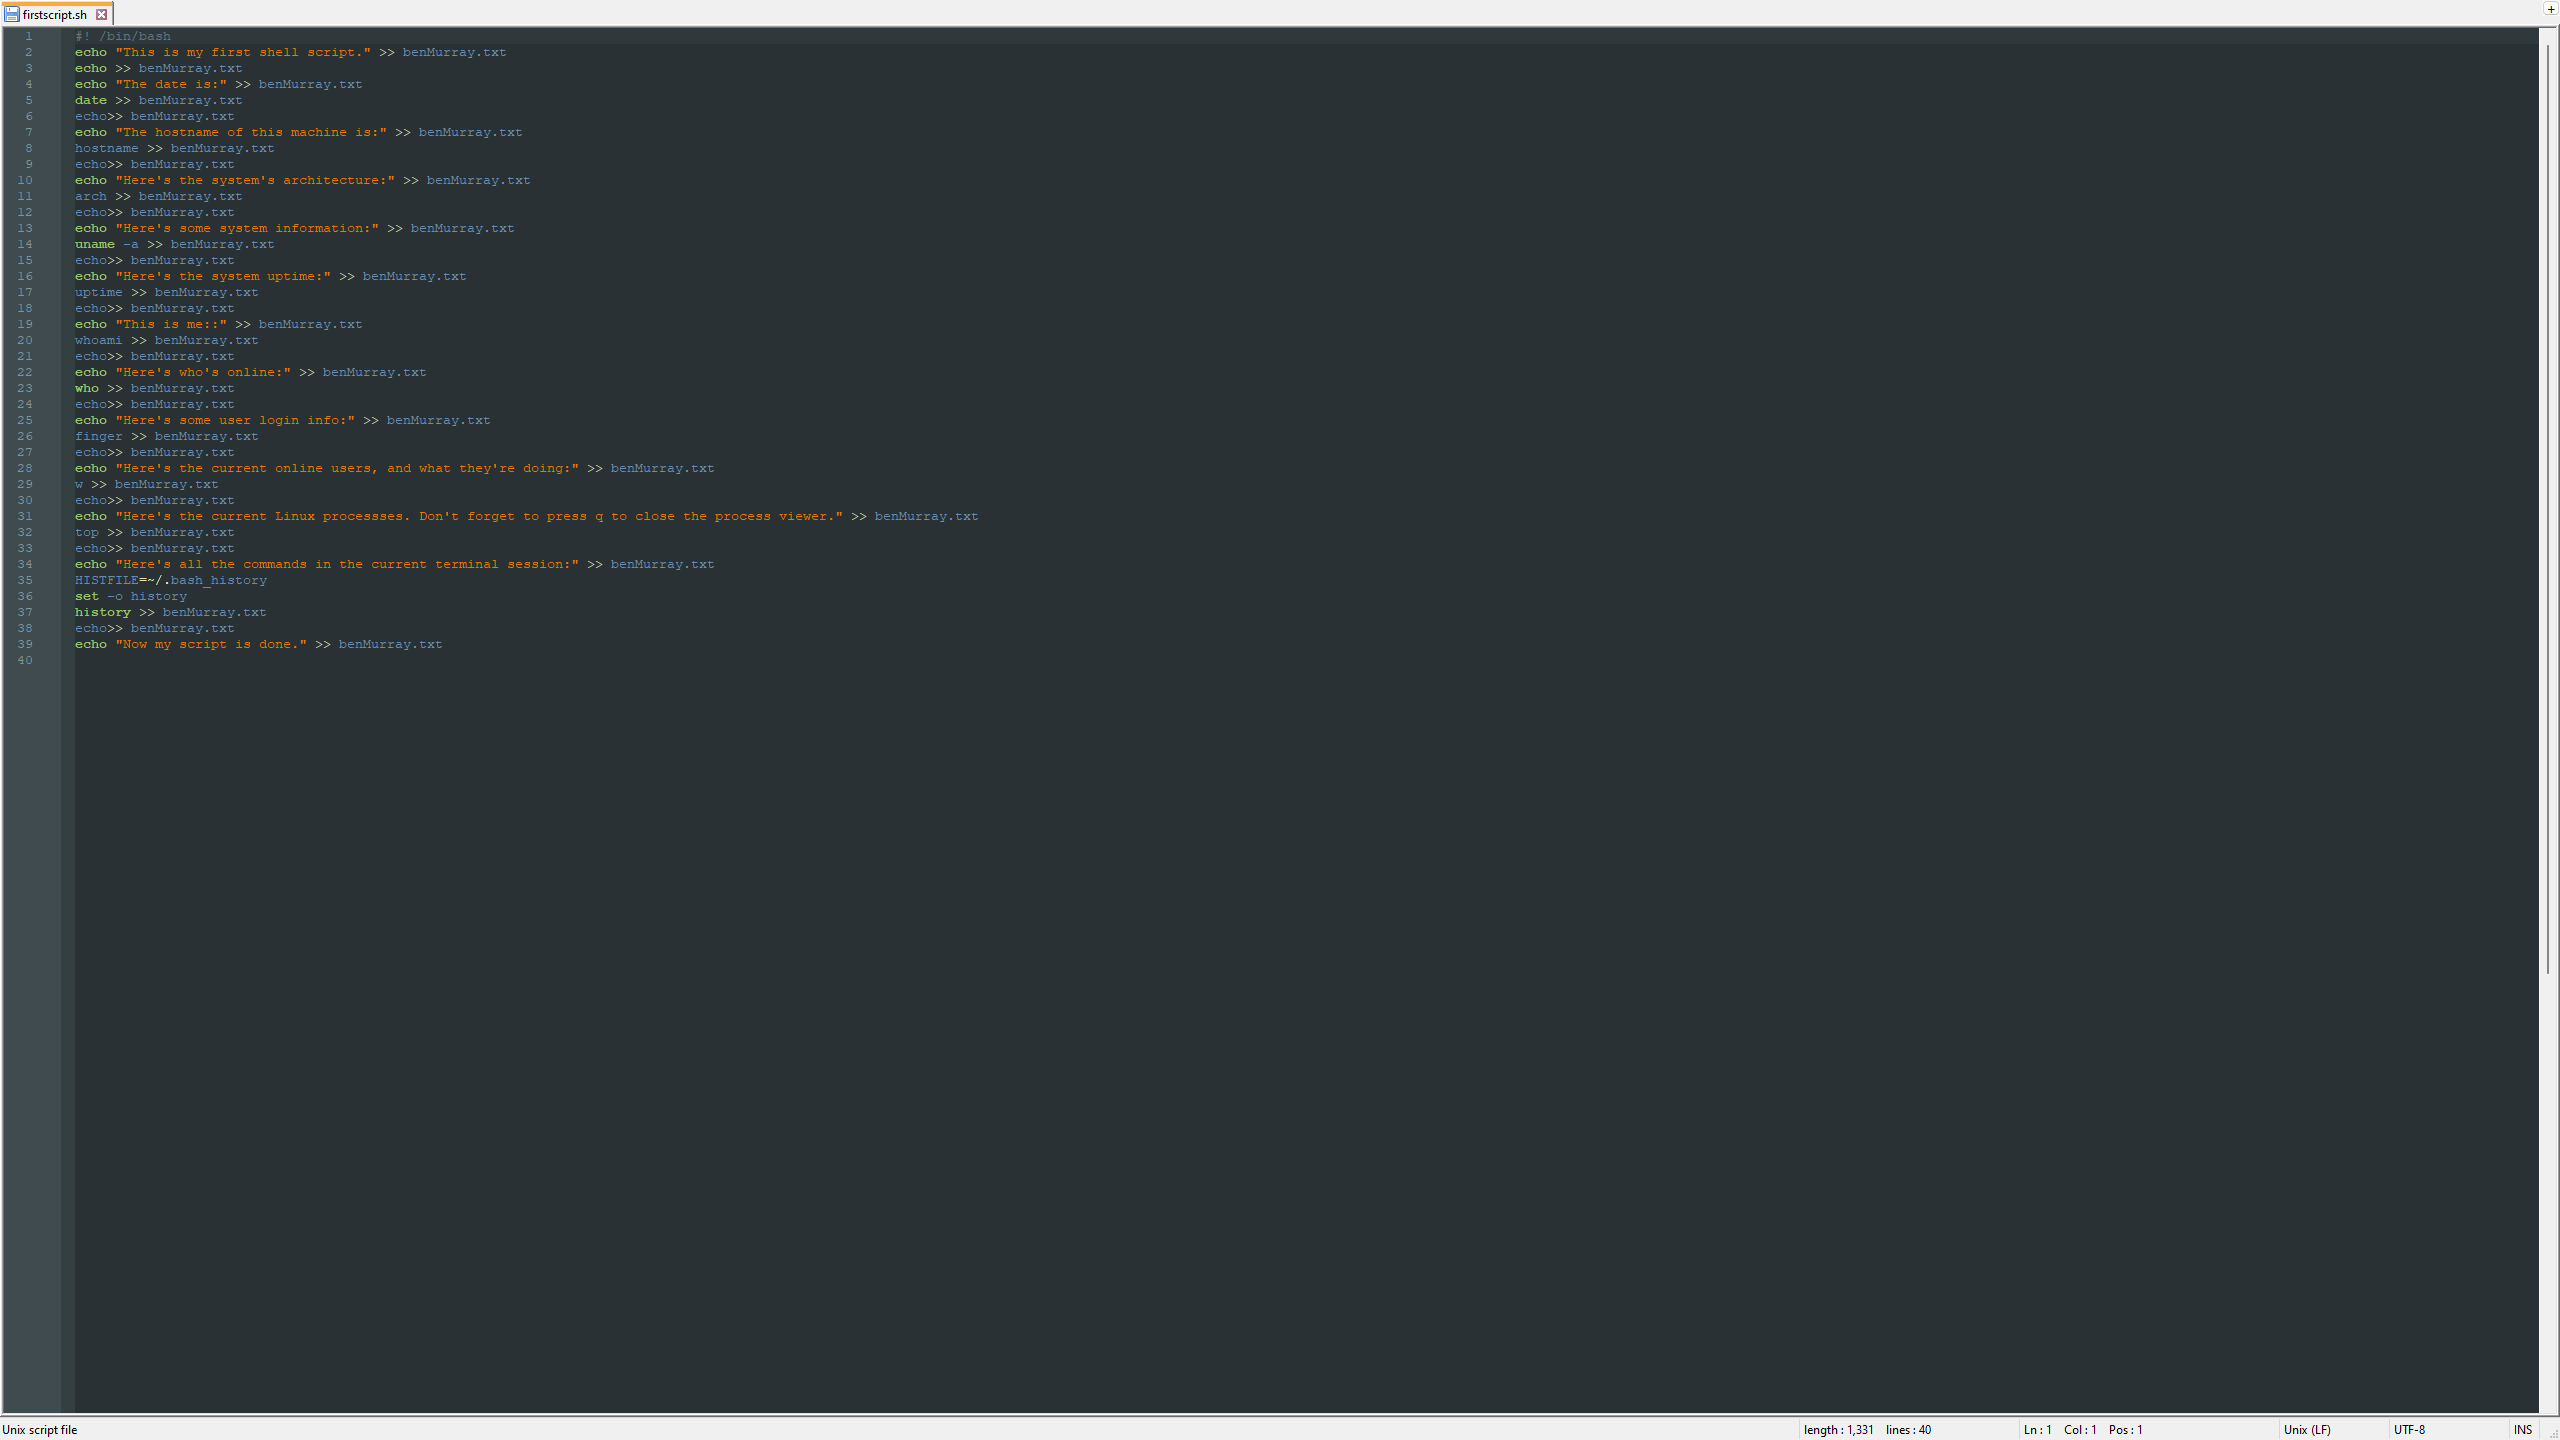 firstscript.sh
+
1 #! /bin/bash
2 echo "This is my first shell script." >> benMurray.txt
3 echo >> benMurray.txt
4 echo "The date is:" >> benMurray.txt
5 date >> benMurray.txt
6 echo>> benMurray.txt
7 echo "The hostname of this machine is:" >> benMurray.txt
8 hostname >> benMurray.txt
9 echo>> benMurray.txt
10 echo "Here's the system's architecture:" >> benMurray.txt
11 arch >> benMurray.txt
12 echo>> benMurray.txt
13 echo "Here's some system information:" >> benMurray.txt
14 uname -a >> benMurray.txt
15 echo>> benMurray.txt
16 echo "Here's the system uptime:" >> benMurray.txt
17 uptime >> benMurray.txt
18 echo>> benMurray.txt
19 echo "This is me::" >> benMurray.txt
20 whoami >> benMurray.txt
21 echo>> benMurray.txt
22 echo "Here's who's online:" >> benMurray.txt
23 who >> benMurray.txt
24 echo>> benMurray.txt
25 echo "Here's some user login info:" >> benMurray.txt
26 finger >> benMurray.txt
27 echo>> benMurray.txt
28 echo "Here's the current online users, and what they're doing:" >> benMurray.txt
29 w >> benMurray.txt
30 echo>> benMurray.txt
31 echo "Here's the current Linux processses. Don't forget to press q to close the process viewer." >> benMurray.txt
32 top >> benMurray.txt
33 echo>> benMurray.txt
34 echo "Here's all the commands in the current terminal session:" >> benMurray.txt
35 HISTFILE=~/.bash_history
36 set -o history
37 history >> benMurray.txt
38 echo>> benMurray.txt
39 echo "Now my script is done." >> benMurray.txt
40
Unix script file length : 1,331 lines : 40 Ln : 1 Col : 1 Pos : 1 Unix (LF) UTF-8 INS